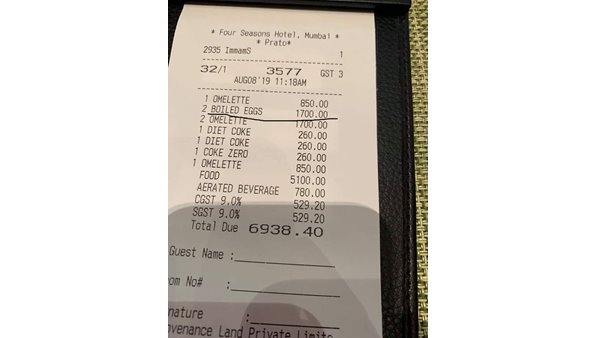 * Four Seasons Hotel, Mumbai *
* Prato*
2935 ImmamS 1
32/1 3577 GST 3
AUG08'19 11:18AM
1 OMELETTE 850.00
2 BOILED EGGS 1700.00
2 OMELETTE 1700.00
1 DIET COKE 260.00
1 DIET COKE 260.00
1 COKE ZERO 260.00
1 OMELETTE 850.00
FOOD 5100.00
AERATED BEVERAGE 780.00
CGST 9.0% 529.20
SGST 9.0% 529.20
Total Due 6938.40
Guest Name :
om No# :
nature :
ovenance Land Private Limite